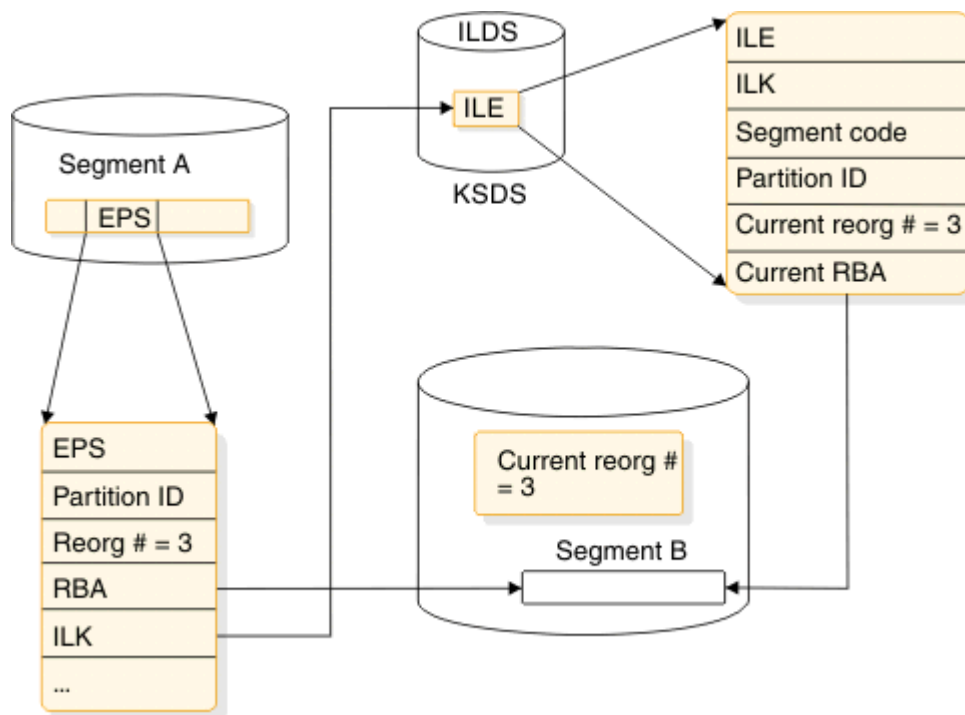 ILDS
ILE
KSDS
ILE
ILK
Segment code
Partition ID
Current reorg # = 3
Current RBA
Segment A
EPS
EPS
Partition ID
Reorg # = 3
RBA
ILK
...
Current reorg #
= 3
Segment B